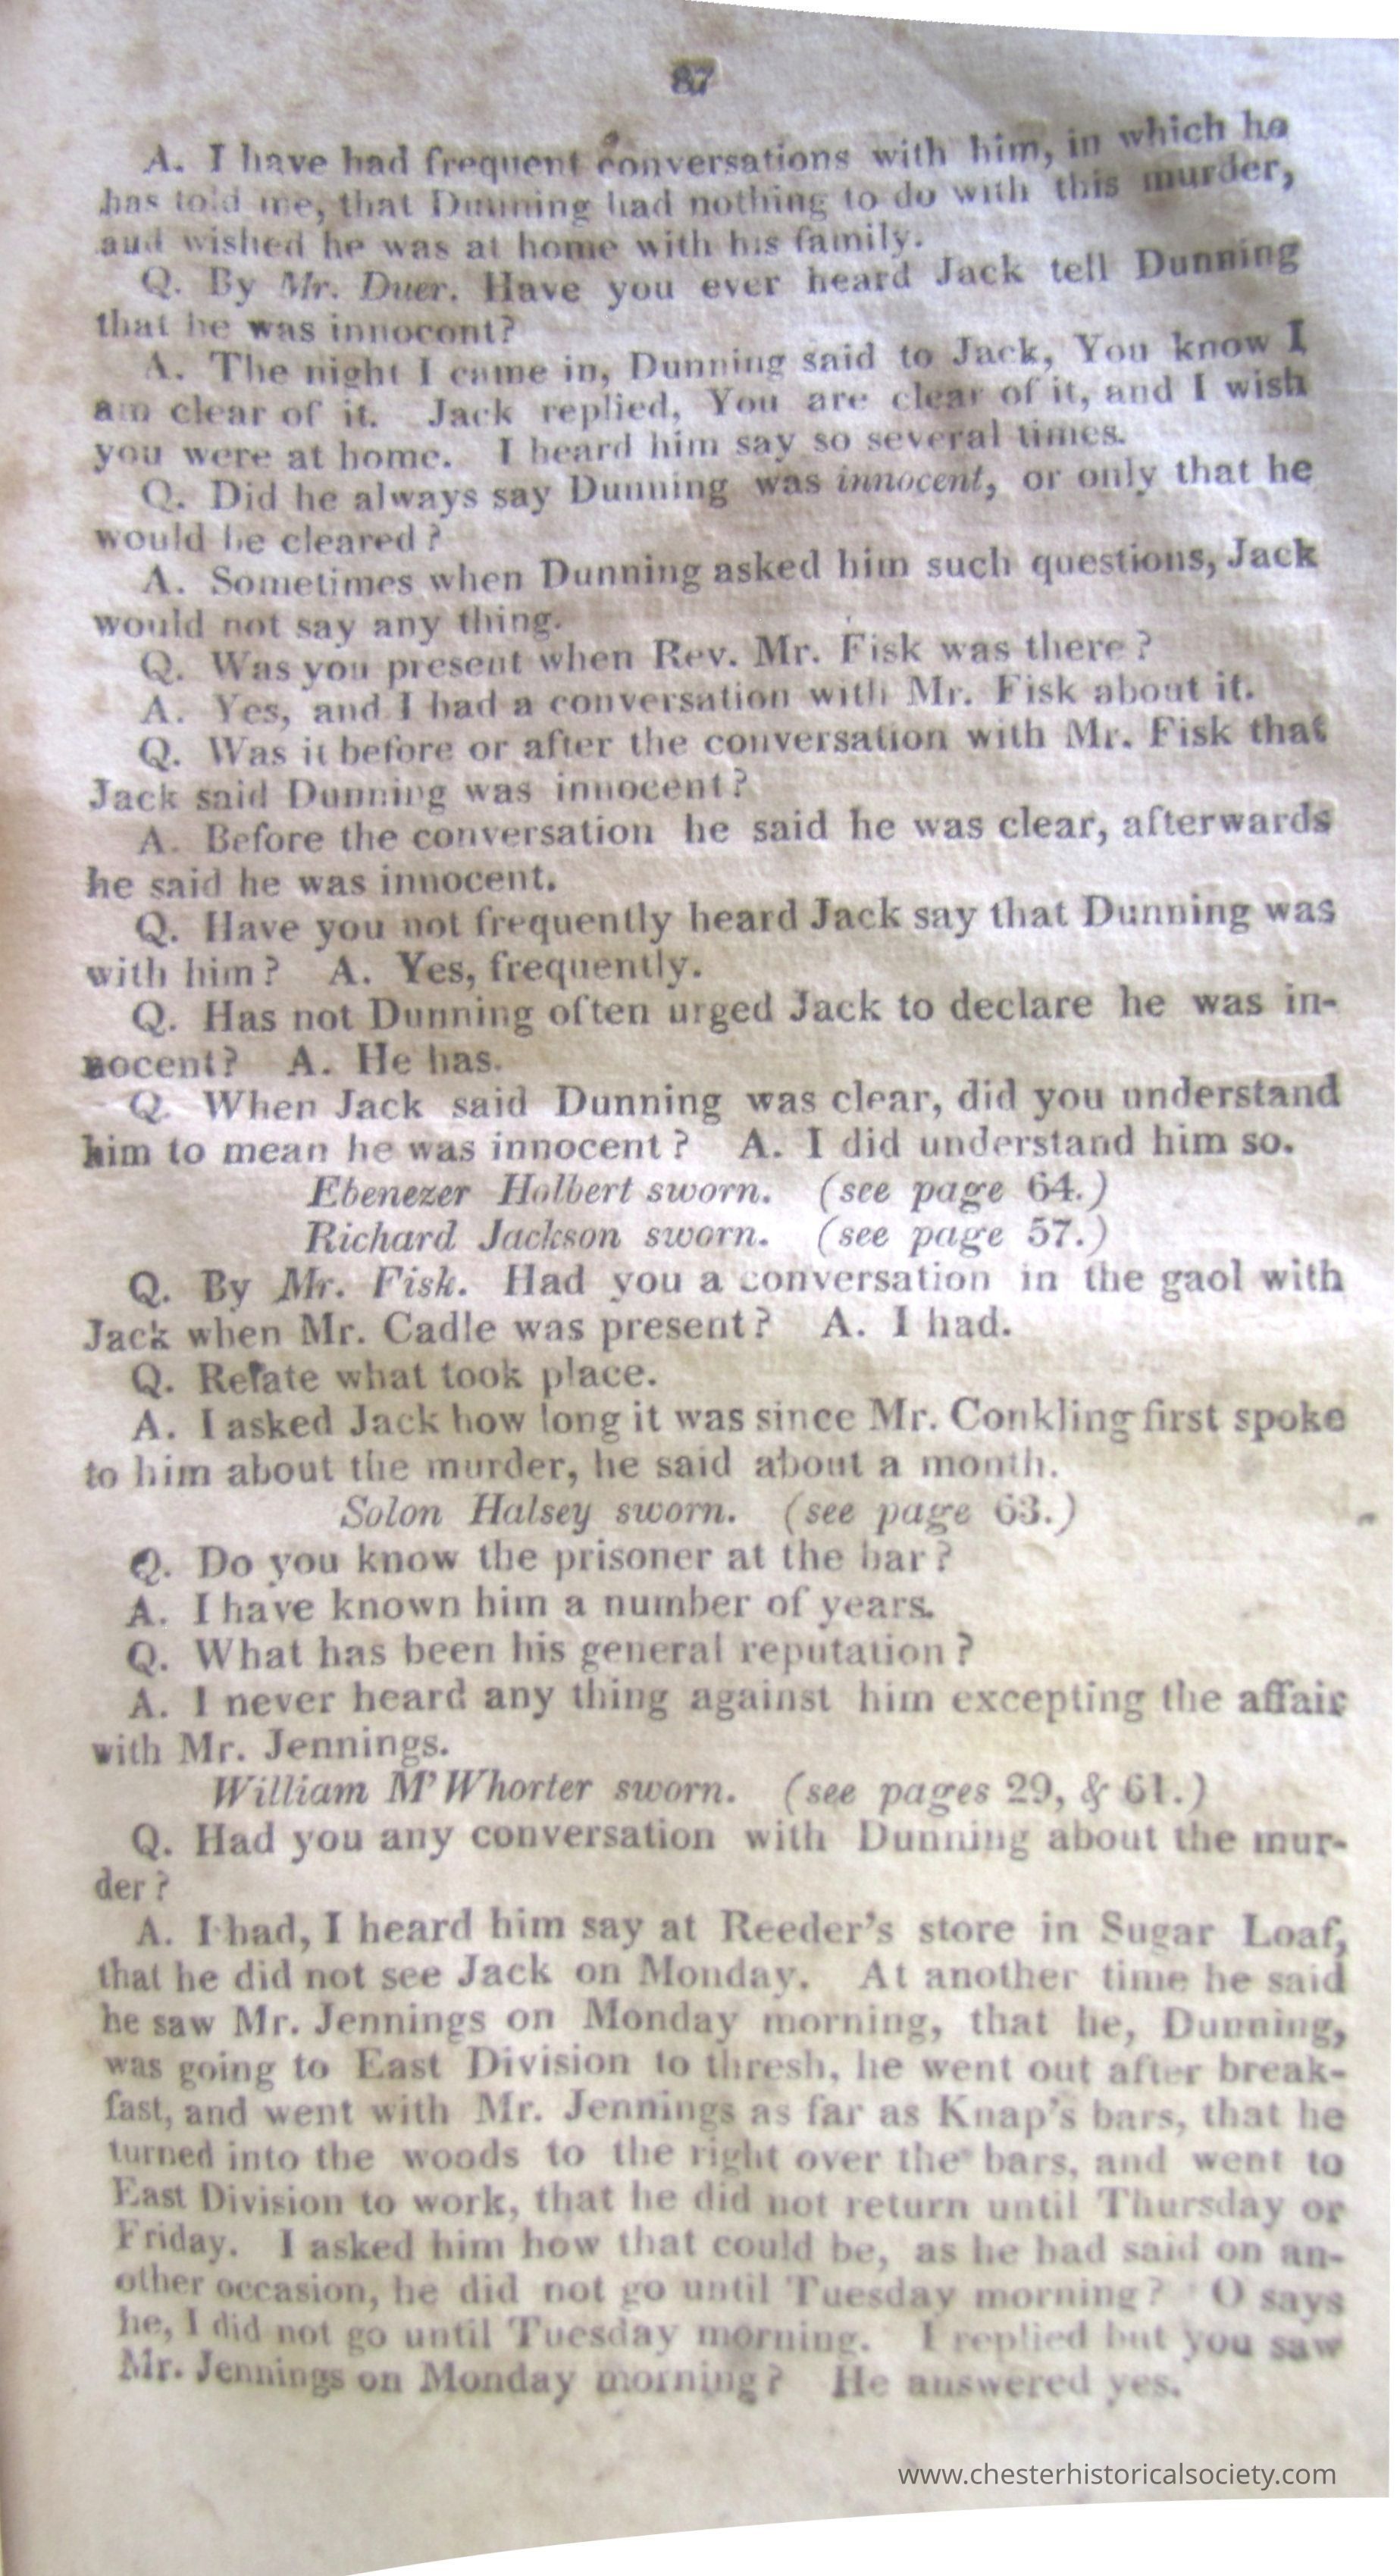 87
A. I have had frequent conversations with him, in which he
has told me, that Dunning had nothing to do with this murder,
and wished he was at home with his family.
Q. By Mr. Duer. Have you ever heard Jack tell Dunning
that he was innocont?
A. The night I came in, Dunning said to Jack, You know I
am clear of it. Jack replied, You are clear of it, and I wish
you were at home. I heard him say so several times.
Q. Did he always say Dunning was innocent, or only that he
would be cleared?
A. Sometimes when Dunning asked him such questions, Jack
would not say any thing.
Q. Was you present when Rev. Mr. Fisk was there?
A. Yes, and I had a conversation with Mr. Fisk about it.
Q. Was it before or after the conversation with Mr. Fisk that
Jack said Dunning was innocent?
A. Before the conversation he said he was clear, afterwards
he said he was innocent.
Q. Have you not frequently heard Jack say that Dunning was
with him? A. Yes, frequently.
Q. Has not Dunning often urged Jack to declare he was in-
nocent? A. He has.
Q. When Jack said Dunning was clear, did you understand
him to mean he was innocent? A. I did understand him so.
Ebenezer Holbert sworn. (see page 64.)
Richard Jackson sworn. (see page 57.)
Q. By Mr. Fisk. Had you a conversation in the gaol with
Jack when Mr. Cadle was present? A. I had.
Q. Relate what took place.
A. I asked Jack how long it was since Mr. Conkling first spoke
to him about the murder, he said about a month.
Solon Halsey sworn. (see page 63.)
Q. Do you know the prisoner at the bar?
A. I have known him a number of years.
Q. What has been his general reputation?
A. I never heard any thing against him excepting the affair
with Mr. Jennings.
William M'Whorter sworn. (see pages 29, & 61.)
Q. Had you any conversation with Dunning about the mur-
der?
A. I had, I heard him say at Reeder's store in Sugar Loaf,
that he did not see Jack on Monday. At another time he said
he saw Mr. Jennings on Monday morning, that he, Dunning,
was going to East Division to thresh, he went out after break-
fast, and went with Mr. Jennings as far as Knap's bars, that he
turned into the woods to the right over the bars, and went to
East Division to work, that he did not return until Thursday or
Friday. I asked him how that could be, as he had said on an-
other occasion, he did not go until Tuesday morning? O says
he, I did not go until Tuesday morning. I replied but you saw
Mr. Jennings on Monday morning? He answered yes.
www.chesterhistoricalsociety.com